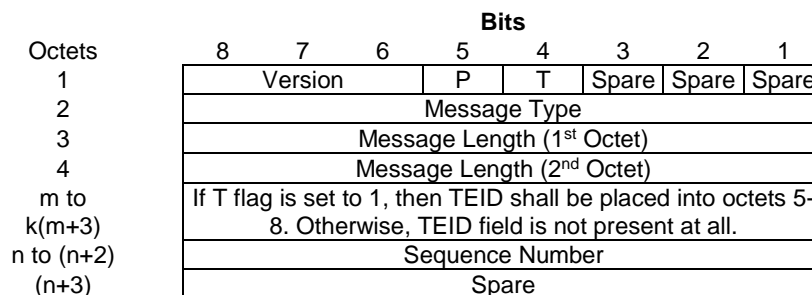 Bits
Octets 8 7 6 5 4 3 2 1
1 Version P T Spare Spare Spare
2 Message Type
3 Message Length (1st Octet)
4 Message Length (2nd Octet)
m to k(m+3) If T flag is set to 1, then TEID shall be placed into octets 5-
8. Otherwise, TEID field is not present at all.
n to (n+2) Sequence Number
(n+3) Spare